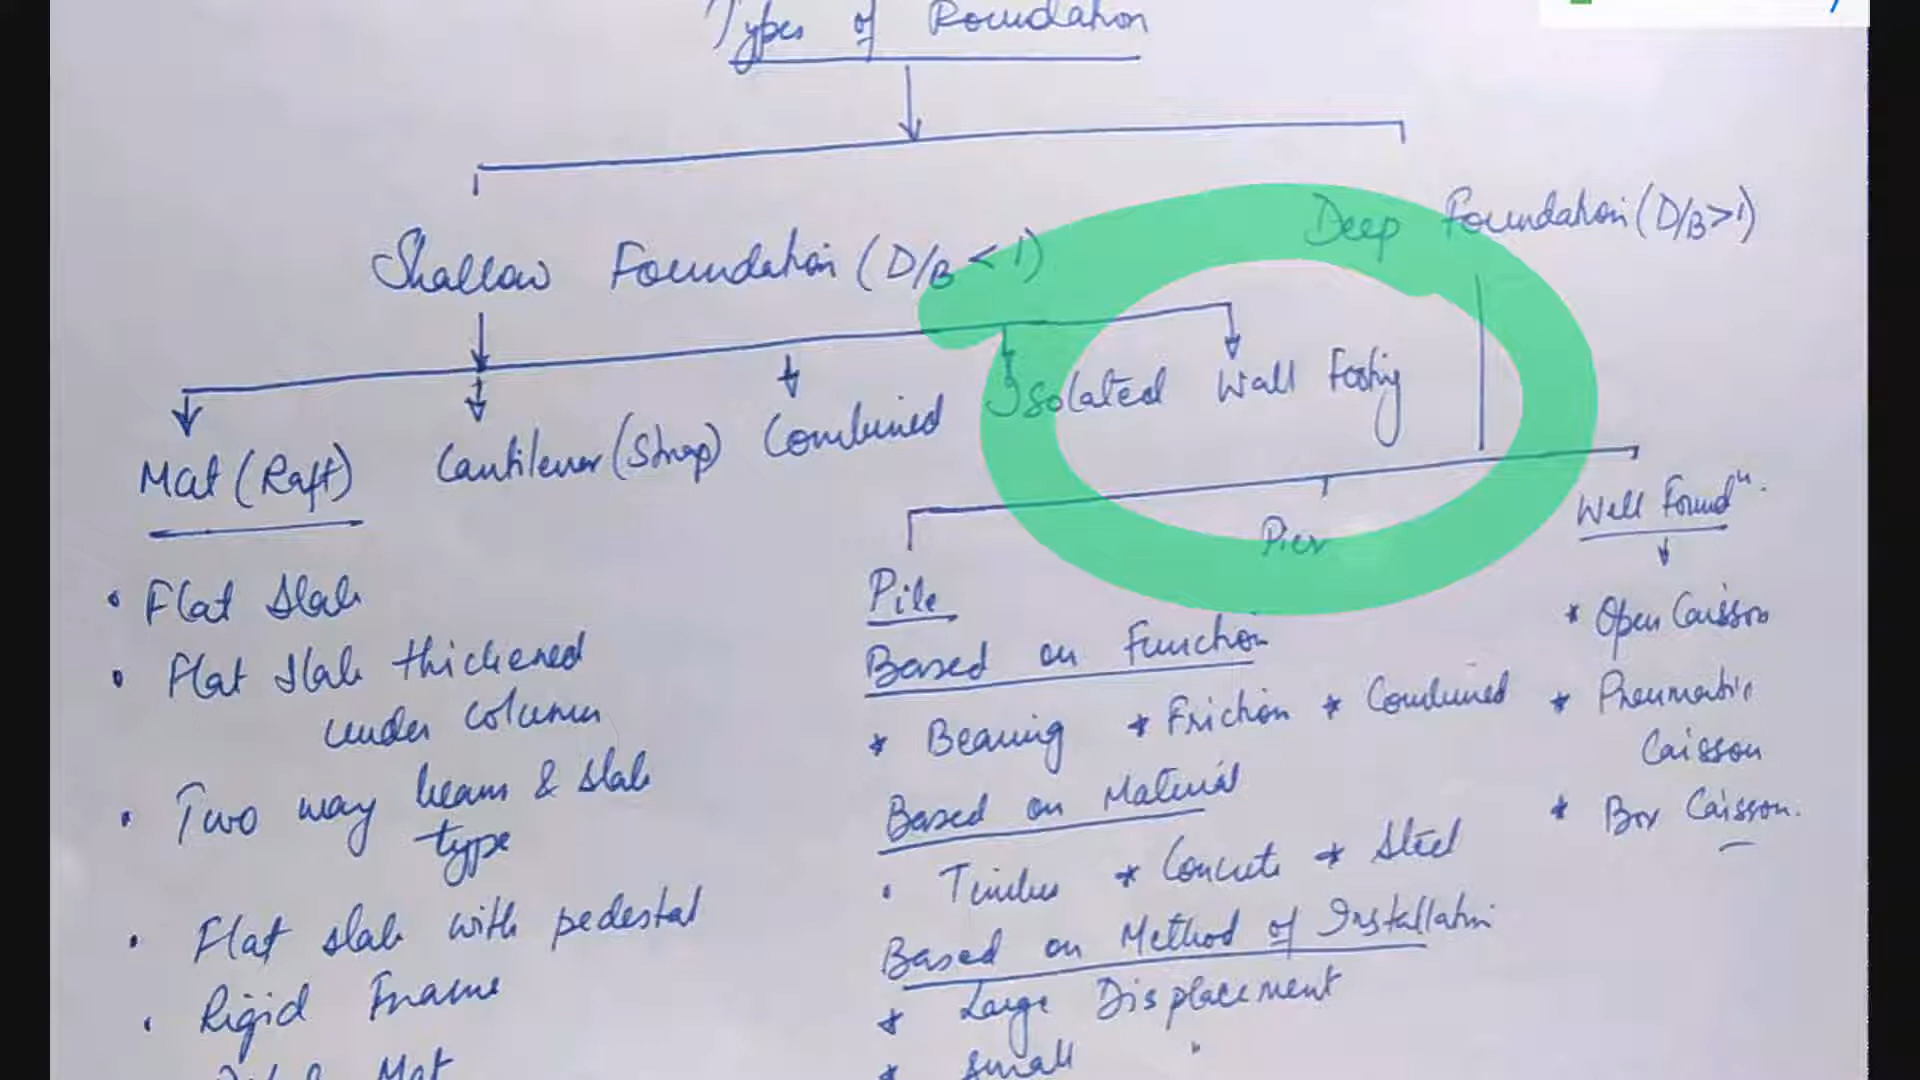 Types of Foundation
Shallow Foundation (D/B < 1)
Deep Foundation (D/B>1)
Mat (Raft)
Cantilever (Strap)
Combined
Isolated
Wall Footing
• Flat Slab
• Flat Slab thickened
under column
• Two way beam & slab
type
• Flat slab with pedestal
• Rigid Frame
Mat
Pile
Pier
Well Foundn.
Based on Function
* Bearing * Friction * Combined
Based on Material
• Timber * Concrete * Steel
Based on Method of Installation
* Large Displacement
* Small
* Open Caisson
* Pneumatic
Caisson
* Box Caisson.